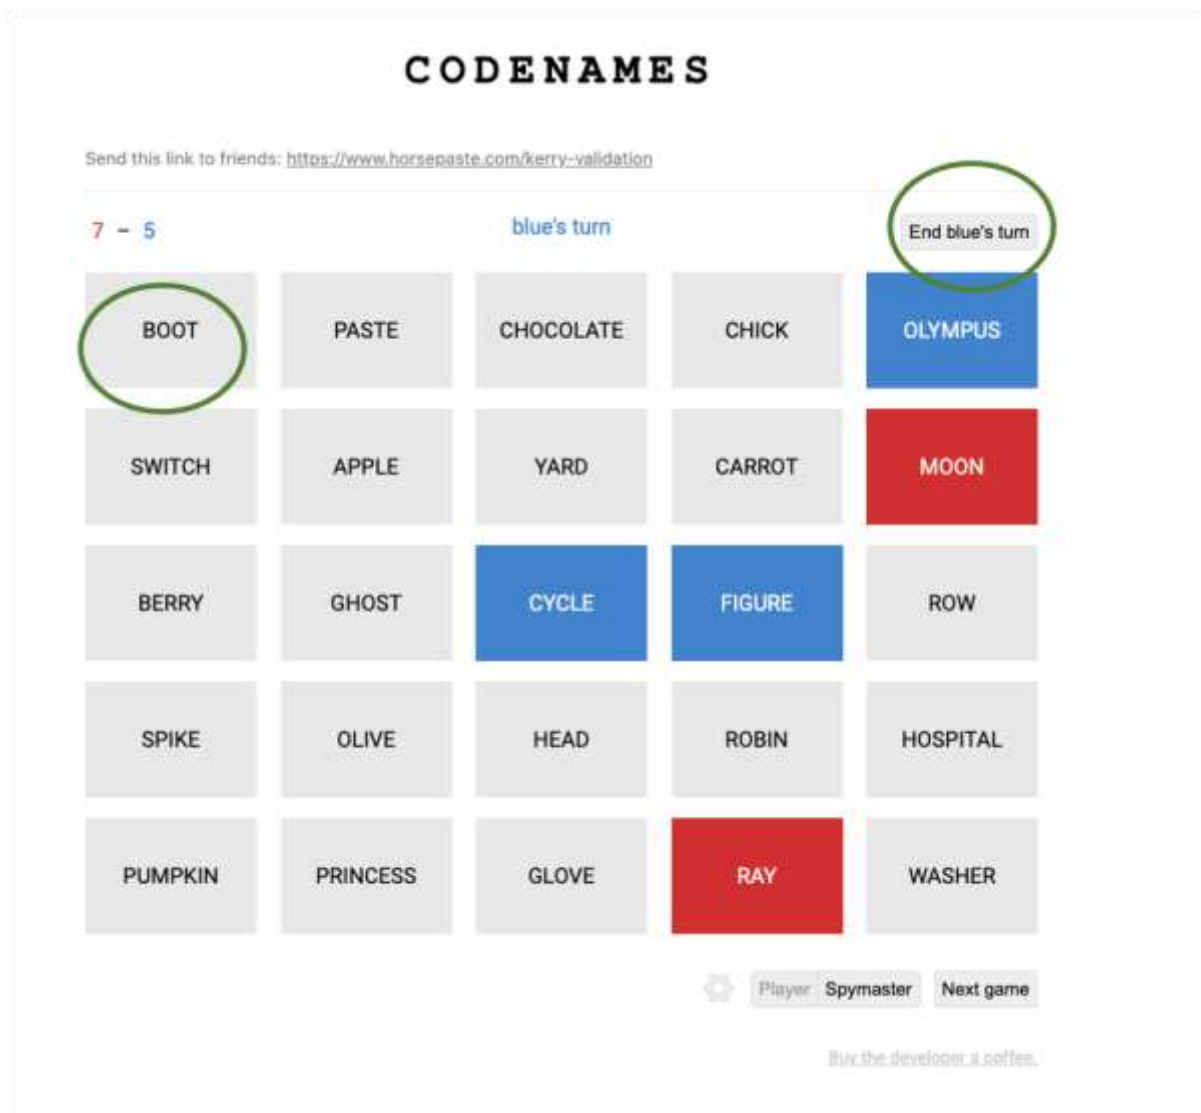 CODENAMES
Send this link to friends: https://www.horsepaste.com/kerry-validation
7 – 5 blue's turn End blue's turn
BOOT PASTE CHOCOLATE CHICK OLYMPUS
SWITCH APPLE YARD CARROT MOON
BERRY GHOST CYCLE FIGURE ROW
SPIKE OLIVE HEAD ROBIN HOSPITAL
PUMPKIN PRINCESS GLOVE RAY WASHER
Player Spymaster Next game
Buy the developer a coffee.